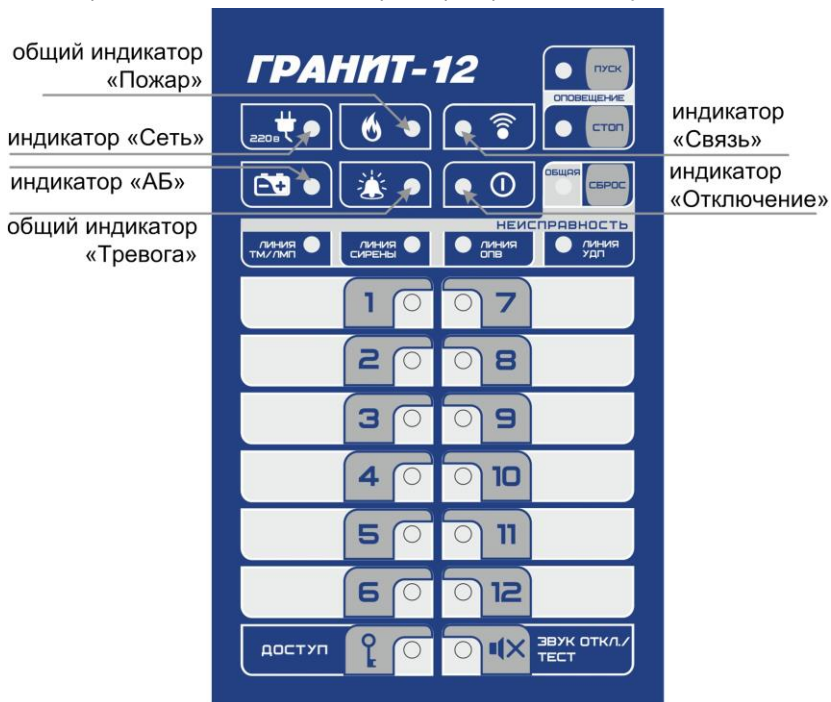 общий индикатор
«Пожар»
индикатор «Сеть»
индикатор «АБ»
общий индикатор
«Тревога»
ГРАНИТ-12
ПУСК
ОПОВЕЩЕНИЕ
СТОП
220В
ОБЩАЯ
СБРОС
НЕИСПРАВНОСТЬ
ЛИНИЯ
ТМ/ЛМП
ЛИНИЯ
СИРЕНЫ
ЛИНИЯ
ОПВ
ЛИНИЯ
УДП
1
7
2
8
3
9
4
10
5
11
6
12
ДОСТУП
ЗВУК ОТКЛ./
ТЕСТ
индикатор
«Связь»
индикатор
«Отключение»